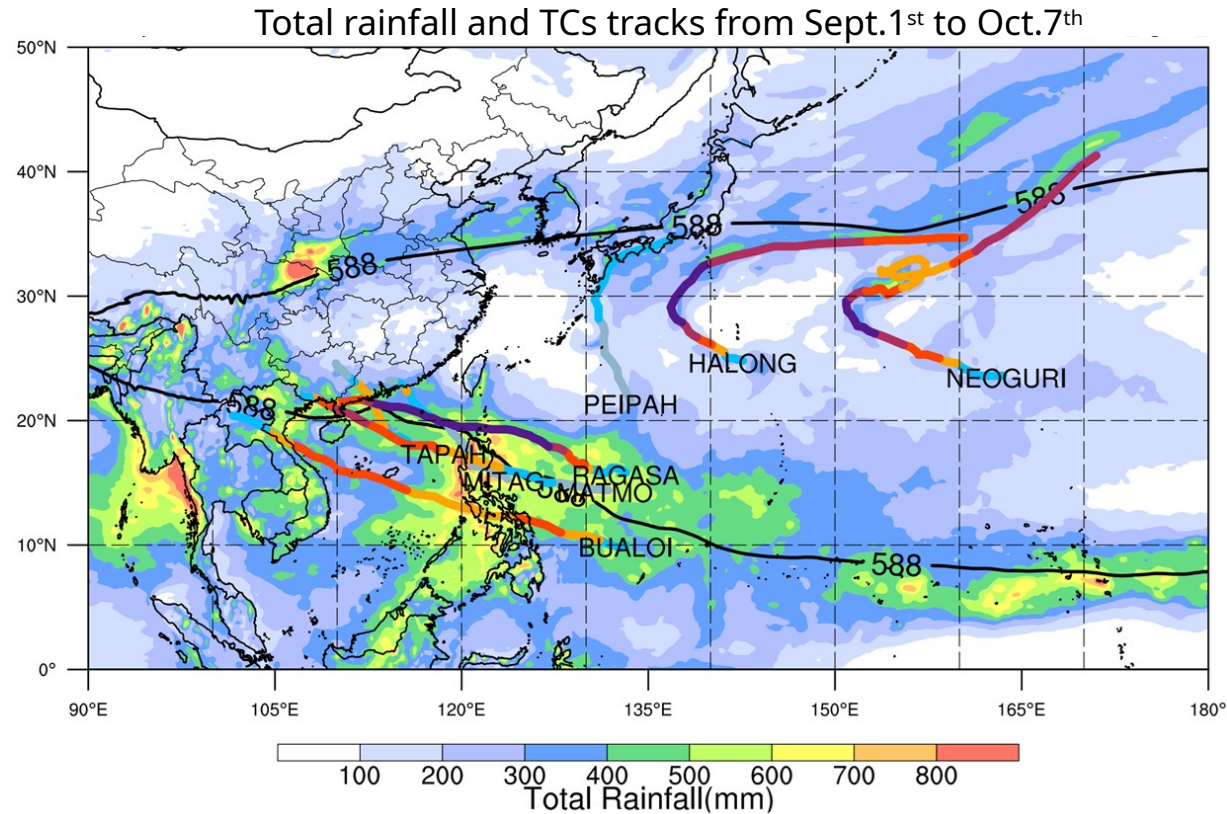 Total rainfall and TCs tracks from Sept.1st to Oct.7th
50°N
40°N
588
588
588
30°N
HALONG
NEOGURI
PEIPAH
588
20°N
TAPAH
RAGASA
MITAG
588
MATMO
BUALOI
10°N
588
0°
90°E
105°E
120°E
135°E
150°E
165°E
180°
100
200
300
400
500
600
700
800
Total Rainfall(mm)